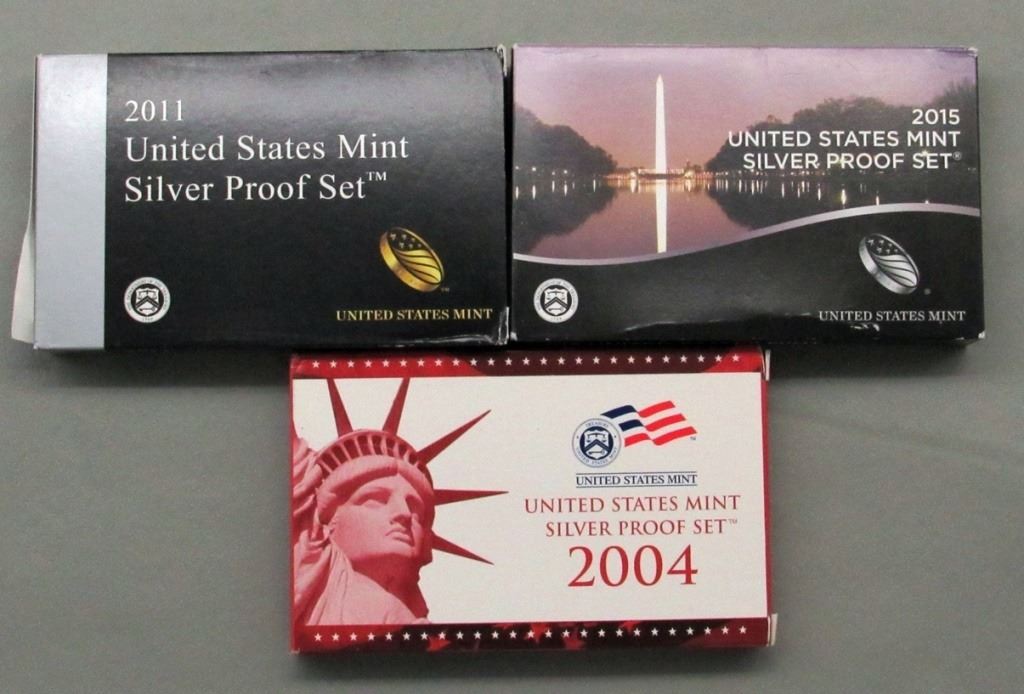 2011
United States Mint
Silver Proof Set™
UNITED STATES MINT
2015
UNITED STATES MINT
SILVER PROOF SET®
UNITED STATES MINT
UNITED STATES MINT
UNITED STATES MINT
SILVER PROOF SET™
2004